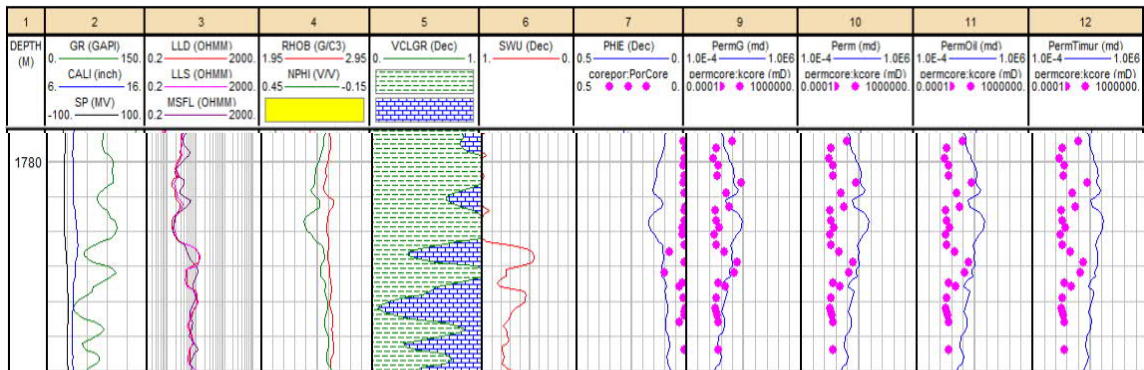 1 2 3 4 5 6 7 9 10 11 12
DEPTH (M)
GR (GAPI)
0. 150.
CALI (inch)
6. 16.
SP (MV)
-100. 100.
LLD (OHMM)
0.2 2000.
LLS (OHMM)
0.2 2000.
MSFL (OHMM)
0.2 2000.
RHOB (G/C3)
1.95 2.95
NPHI (V/V)
0.45 -0.15
VCLGR (Dec)
0. 1.
SWU (Dec)
1. 0.
PHIE (Dec)
0.5 0.
corepor:PorCore
0.5 0.
PermG (md)
1.0E-4 1.0E6
permcore:kcore (mD)
0.0001 1000000.
Perm (md)
1.0E-4 1.0E6
permcore:kcore (mD)
0.0001 1000000.
PermOil (md)
1.0E-4 1.0E6
permcore:kcore (mD)
0.0001 1000000.
PermTimur (md)
1.0E-4 1.0E6
permcore:kcore (mD)
0.0001 1000000.
1780